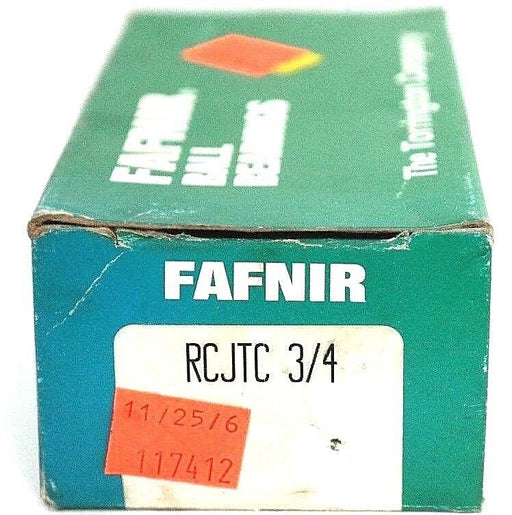 FAFNIR
BALL
BEARINGS
The Torrington Company
FAFNIR
RCJTC 3/4
11/25/6
117412